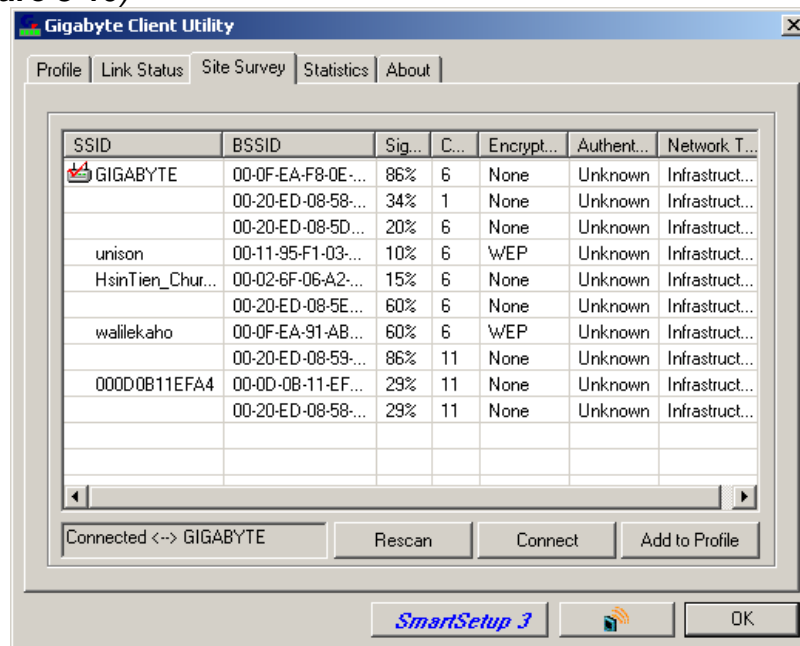 Gigabyte Client Utility
Profile Link Status Site Survey Statistics About
SSID BSSID Sig... C... Encrypt... Authent... Network T...
GIGABYTE 00-0F-EA-F8-0E-... 86% 6 None Unknown Infrastruct...
00-20-ED-08-58-... 34% 1 None Unknown Infrastruct...
00-20-ED-08-5D... 20% 6 None Unknown Infrastruct...
unison 00-11-95-F1-03-... 10% 6 WEP Unknown Infrastruct...
HsinTien_Chur... 00-02-6F-06-A2-... 15% 6 None Unknown Infrastruct...
00-20-ED-08-5E... 60% 6 None Unknown Infrastruct...
walilekaho 00-0F-EA-91-AB... 60% 6 WEP Unknown Infrastruct...
00-20-ED-08-59-... 86% 11 None Unknown Infrastruct...
000D0B11EFA4 00-0D-0B-11-EF... 29% 11 None Unknown Infrastruct...
00-20-ED-08-58-... 29% 11 None Unknown Infrastruct...
Connected <--> GIGABYTE Rescan Connect Add to Profile
SmartSetup 3 OK